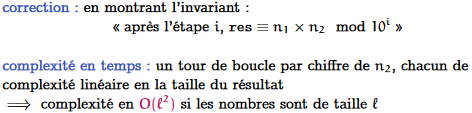 correction : en montrant l'invariant :
« après l'étape i, res ≡ n₁ × n₂ mod 10ⁱ »
complexité en temps : un tour de boucle par chiffre de n₂, chacun de
complexité linéaire en la taille du résultat
⟹ complexité en O(ℓ²) si les nombres sont de taille ℓ